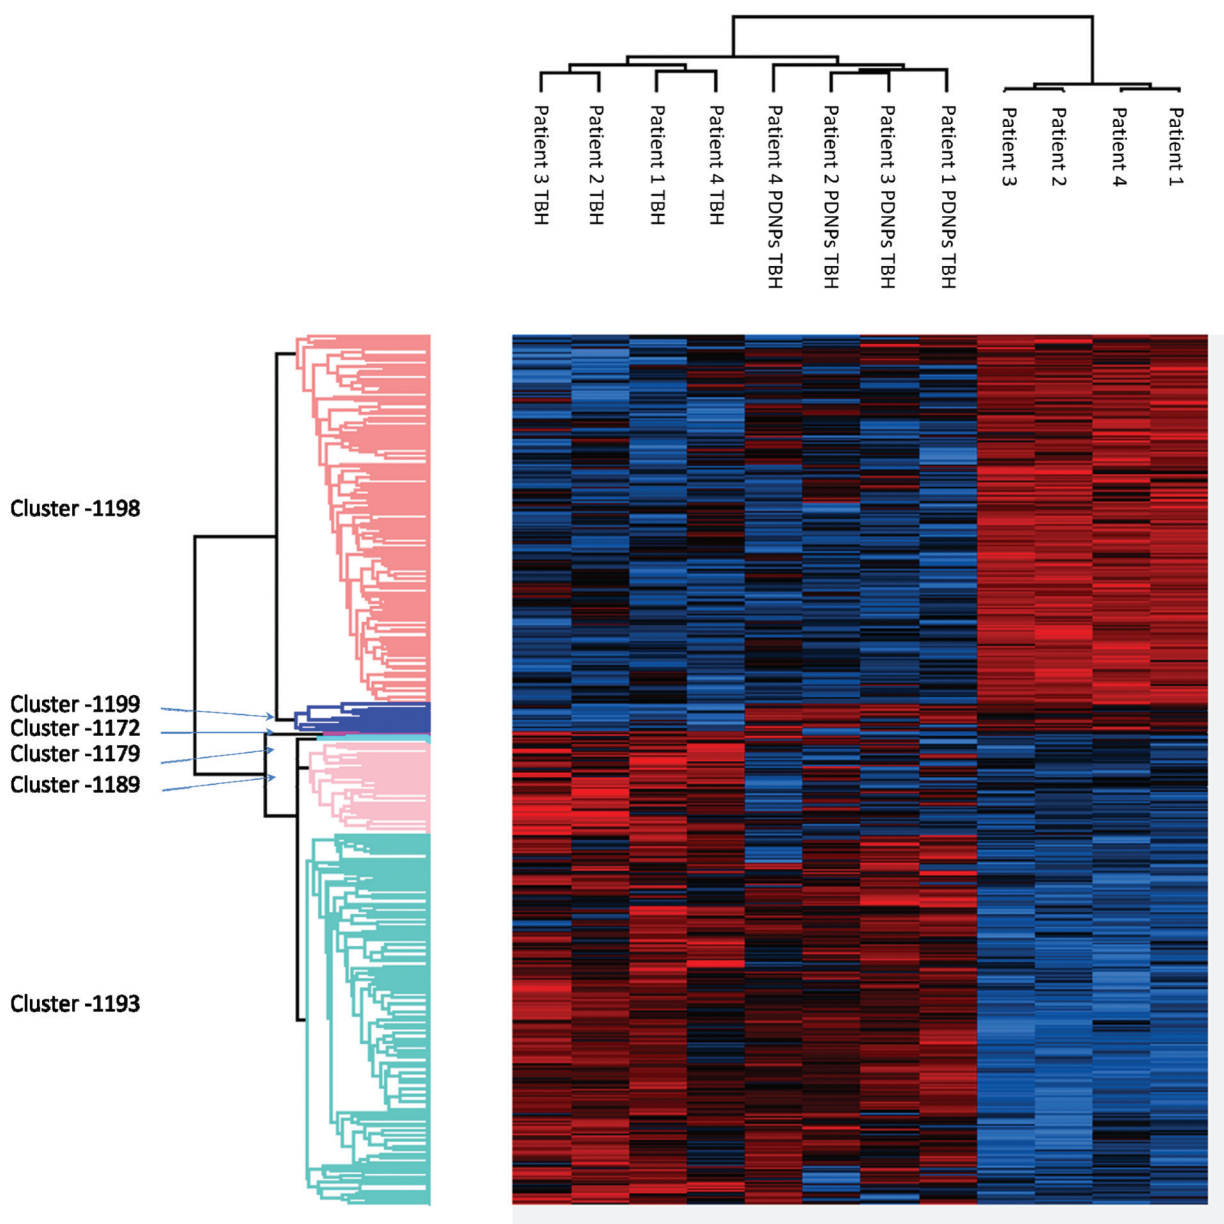 Patient 3 TBH
Patient 2 TBH
Patient 1 TBH
Patient 4 TBH
Patient 4 PDNPs TBH
Patient 2 PDNPs TBH
Patient 3 PDNPs TBH
Patient 1 PDNPs TBH
Patient 3
Patient 2
Patient 4
Patient 1
Cluster -1198
Cluster -1199
Cluster -1172
Cluster -1179
Cluster -1189
Cluster -1193